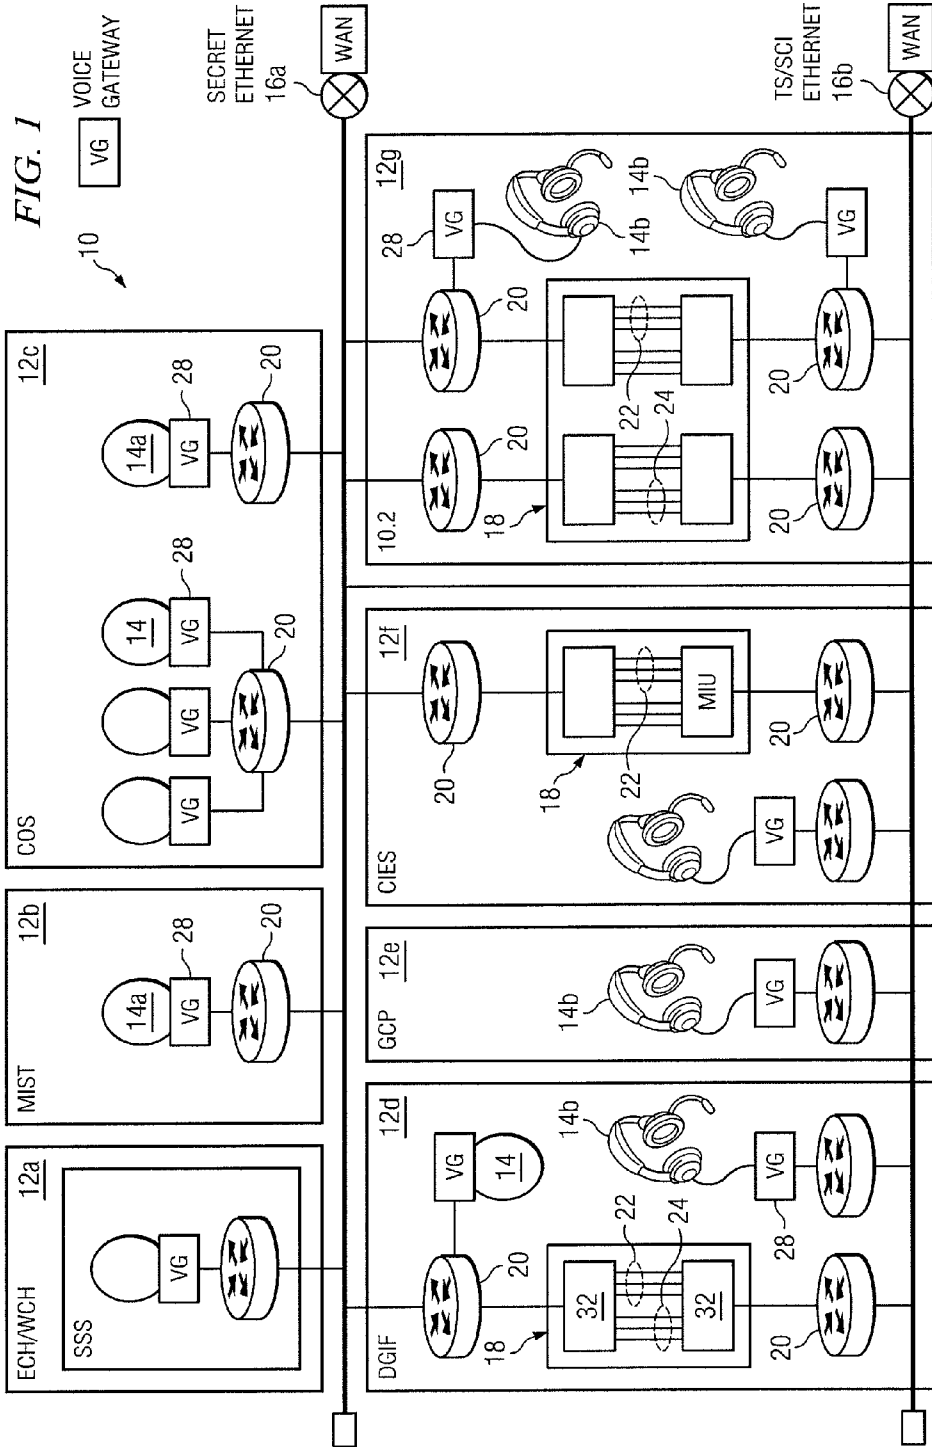 FIG. 1
VG
VOICE
GATEWAY
10
ECH/WCH
12a
SSS
VG
MIST
12b
14a
28
VG
20
COS
12c
14
14a
28
28
VG
VG
VG
VG
20
20
SECRET
ETHERNET
16a
WAN
DGIF
12d
VG
14
20
18
32
32
22
24
14b
VG
28
20
GCP
12e
14b
VG
CIES
12f
20
18
22
MIU
VG
20
10.2
12g
28
VG
14b
20
20
18
22
24
14b
VG
20
20
TS/SCI
ETHERNET
16b
WAN